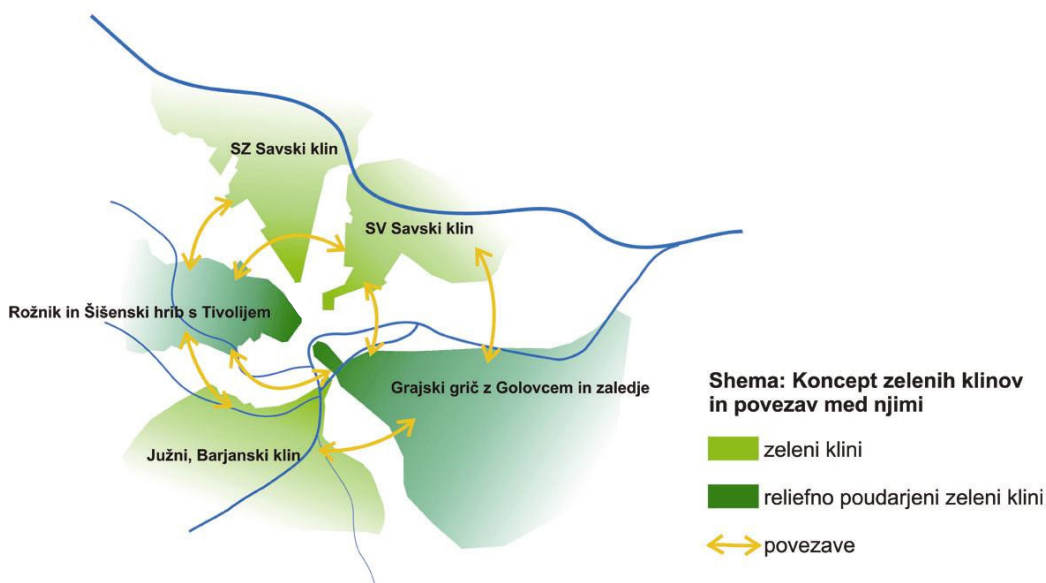 SZ Savski klin
SV Savski klin
Rožnik in Šišenski hrib s Tivolijem
Grajski grič z Golovcem in zaledje
Južni, Barjanski klin
Shema: Koncept zelenih klinov
in povezav med njimi
zeleni klini
reliefno poudarjeni zeleni klini
povezave